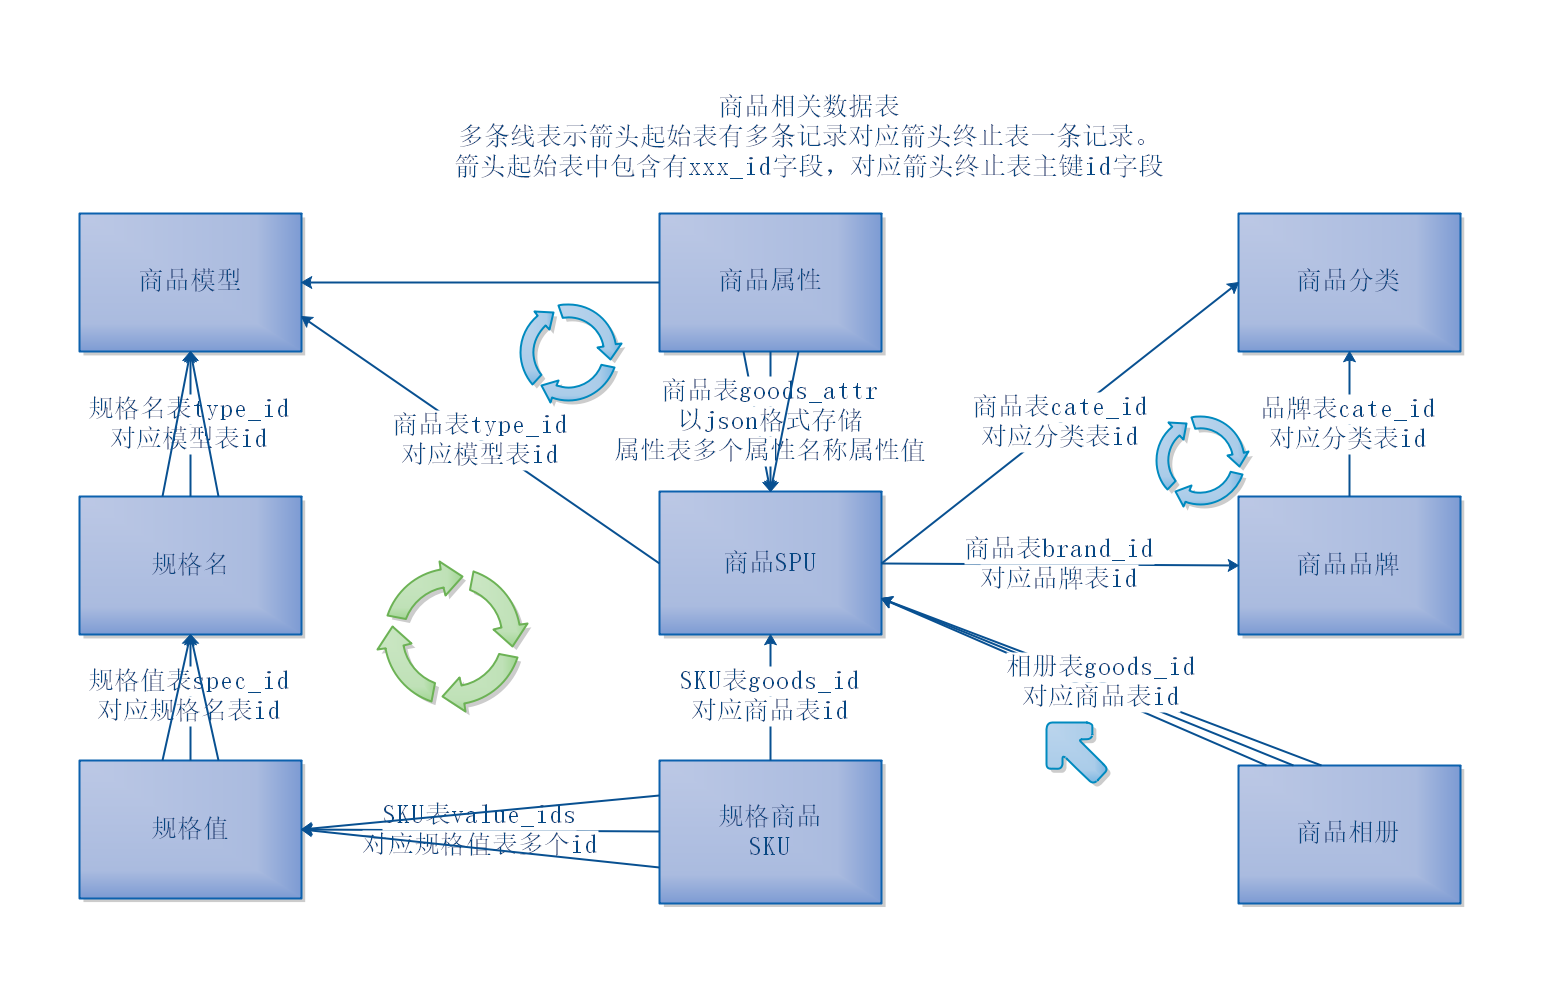 商品相关数据表
多条线表示箭头起始表有多条记录对应箭头终止表一条记录。
箭头起始表中包含有xxx_id字段，对应箭头终止表主键id字段
商品模型
商品属性
商品分类
规格名表type_id
对应模型表id
商品表type_id
对应模型表id
商品表goods_attr
以json格式存储
属性表多个属性名称属性值
商品表cate_id
对应分类表id
品牌表cate_id
对应分类表id
规格名
商品SPU
商品表brand_id
对应品牌表id
商品品牌
规格值表spec_id
对应规格名表id
SKU表goods_id
对应商品表id
相册表goods_id
对应商品表id
规格值
SKU表value_ids
对应规格值表多个id
规格商品
SKU
商品相册